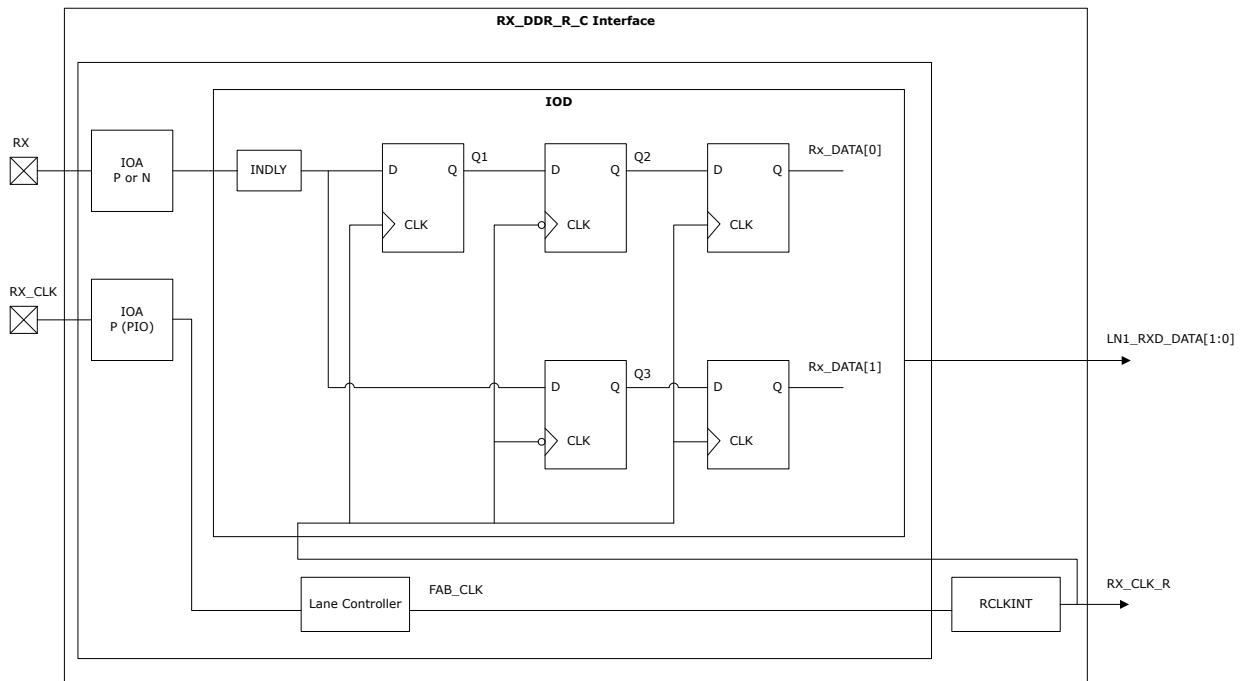 RX_DDR_R_C Interface
IOD
RX
IOA
P or N
INDLY
D
Q
CLK
Q1
D
Q
CLK
Q2
D
Q
CLK
Rx_DATA[0]
RX_CLK
IOA
P (PIO)
D
Q
CLK
Q3
D
Q
CLK
Rx_DATA[1]
LN1_RXD_DATA[1:0]
Lane Controller
FAB_CLK
RCLKINT
RX_CLK_R